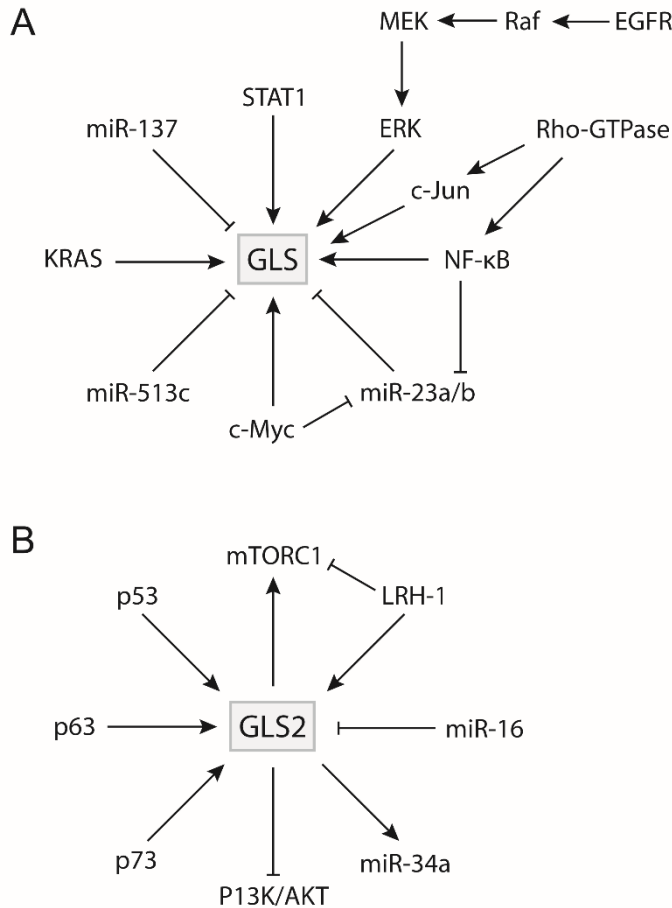 A
MEK
Raf
EGFR
STAT1
miR-137
ERK
Rho-GTPase
c-Jun
KRAS
GLS
NF-κB
miR-513c
miR-23a/b
c-Myc
B
mTORC1
p53
LRH-1
p63
GLS2
miR-16
p73
miR-34a
P13K/AKT